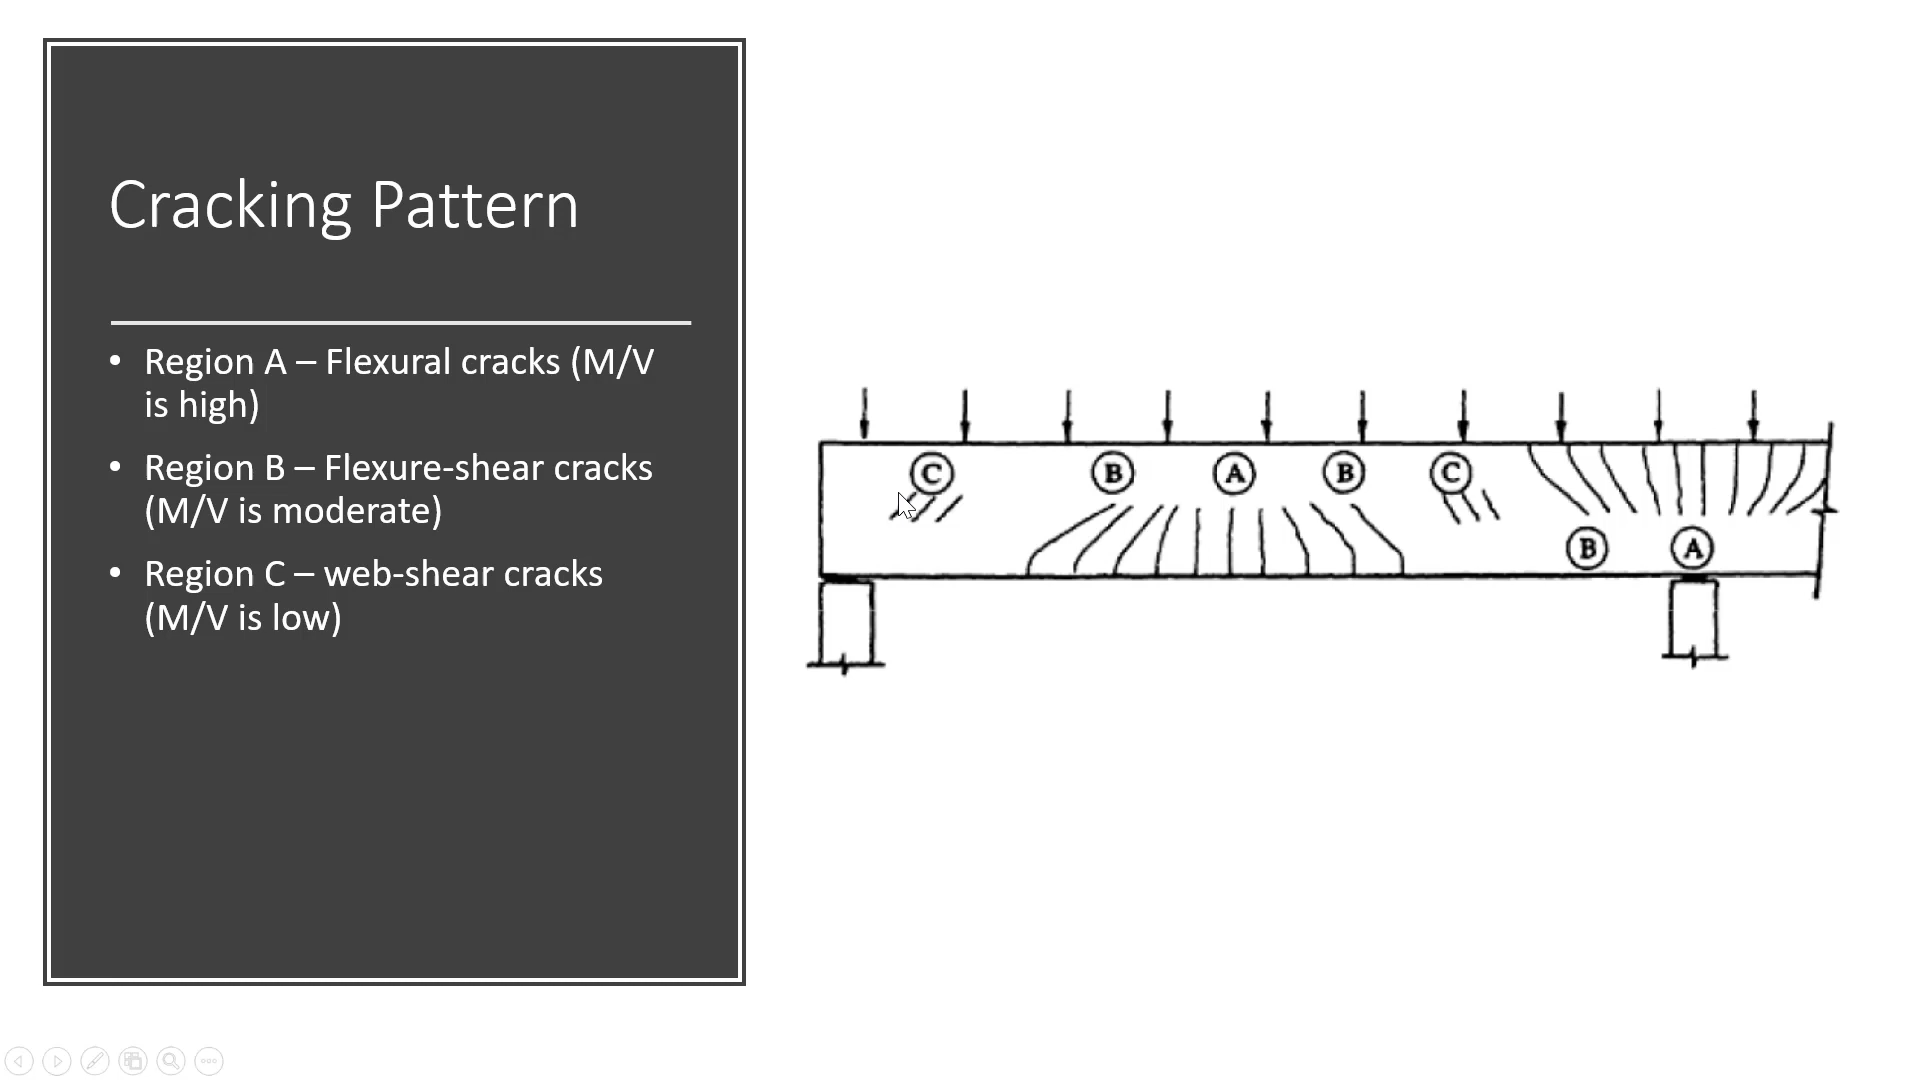 Cracking Pattern
• Region A – Flexural cracks (M/V
is high)
• Region B – Flexure-shear cracks
(M/V is moderate)
• Region C – web-shear cracks
(M/V is low)
C B A B C
B A